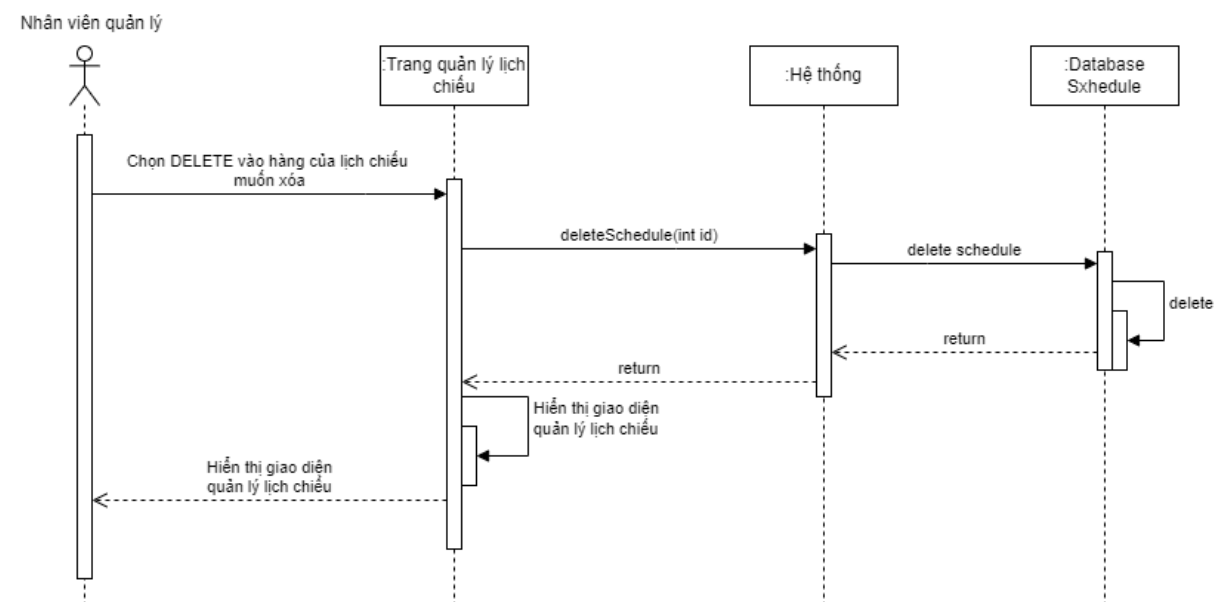 Nhân viên quản lý
:Trang quản lý lịch
chiếu
:Hệ thống
:Database
Sxhedule
Chọn DELETE vào hàng của lịch chiếu
muốn xóa
deleteSchedule(int id)
delete schedule
delete
return
return
Hiển thị giao diện
quản lý lịch chiếu
Hiển thị giao diện
quản lý lịch chiếu